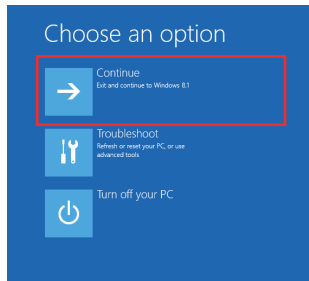 Choose an option
Continue
Exit and continue to Windows 8.1
Troubleshoot
Refresh or reset your PC, or use
advanced tools
Turn off your PC